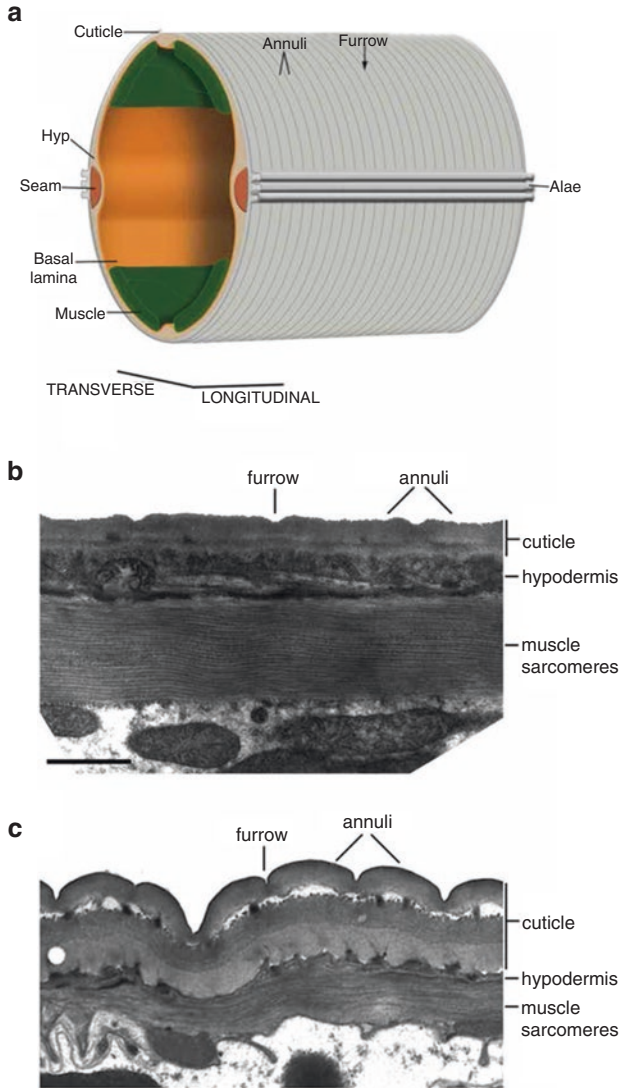 a
Cuticle
Annuli
Furrow
Hyp
Seam
Alae
Basal
lamina
Muscle
TRANSVERSE
LONGITUDINAL
b
furrow
annuli
cuticle
hypodermis
muscle
sarcomeres
c
furrow
annuli
cuticle
hypodermis
muscle
sarcomeres